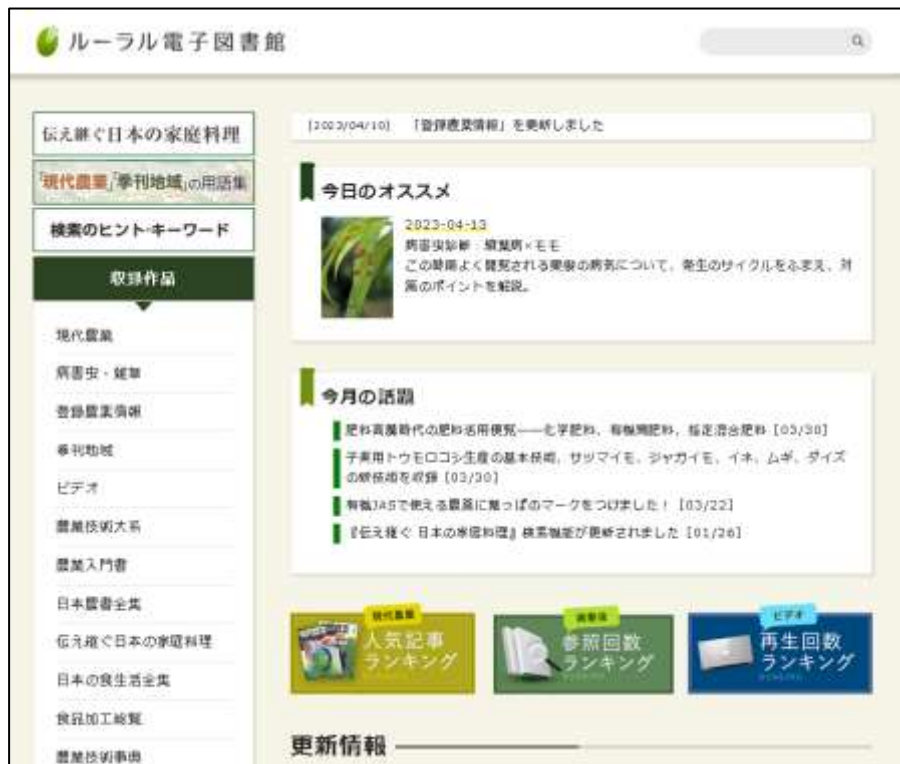 ルーラル電子図書館
伝え継ぐ日本の家庭料理
「現代農業」「季刊地域」の用語集
検索のヒント・キーワード
収録作品
現代農業
病害虫・雑草
登録農薬情報
季刊地域
ビデオ
農業技術大系
農業入門書
日本農書全集
伝え継ぐ日本の家庭料理
日本の食生活全集
食品加工総覧
農業技術事典
[2023/04/10] 「登録農薬情報」を更新しました
今日のオススメ
2023-04-13
病害虫診断:縮葉病×モモ
この時期よく観察される果樹の病気について、発生のサイクルをふまえ、対
策のポイントを解説。
今月の話題
肥料高騰時代の肥料活用便覧――化学肥料、有機質肥料、指定混合肥料 [03/30]
子実用トウモロコシ生産の基本技術、サツマイモ、ジャガイモ、イネ、ムギ、ダイズ
の新技術を収録 [03/30]
有機JASで使える農薬に葉っぱのマークをつけました! [03/22]
『伝え継ぐ 日本の家庭料理』検索機能が更新されました [01/26]
現代農業
人気記事
ランキング
参照回数
ランキング
ビデオ
再生回数
ランキング
更新情報